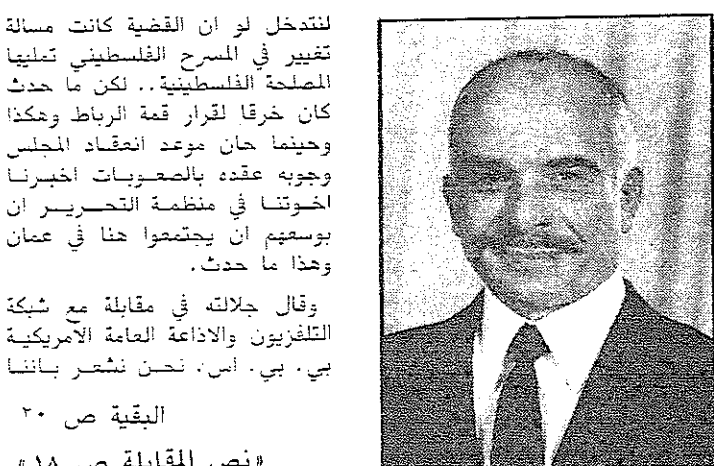 لنتدخل لو ان القضية كانت مسالة
تغيير في المسرح الفلسطيني تمليها
المصلحة الفلسطينية.. لكن ما حدث
كان خرقا لقرار قمة الرباط وهكذا
وحينما حان موعد انعقاد المجلس
وجوبه عقده بالصعوبات اخبرنا
اخوتنا في منظمة التحرير ان
بوسعهم ان يجتمعوا هنا في عمان
وهذا ما حدث.
وقال جلالته في مقابلة مع شبكة
التلفزيون والاذاعة العامة الامريكية
بي. بي. اس. نحن نشعر باننا
البقية ص ٢٠
«نص المقابلة ص ١٨»